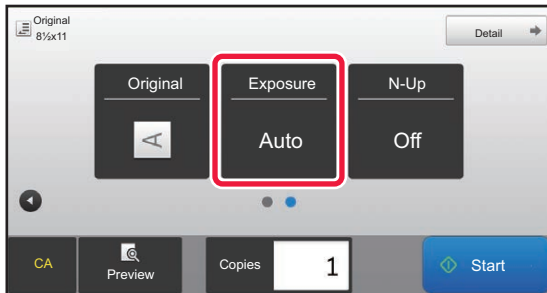 Original
8½x11
Detail
Original
Exposure
N-Up
A
Auto
Off
CA
Preview
Copies
1
Start